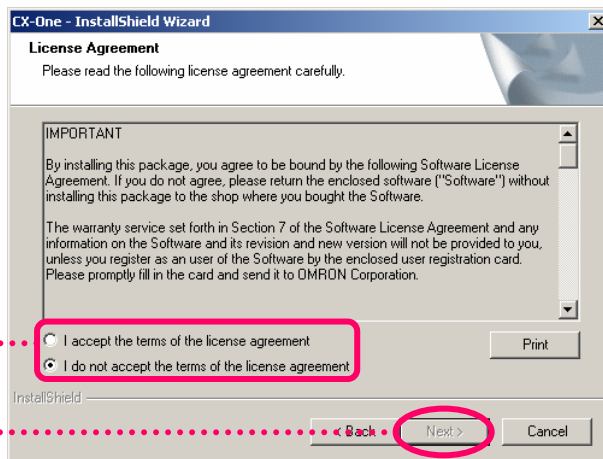 CX-One - InstallShield Wizard
License Agreement
Please read the following license agreement carefully.
IMPORTANT
By installing this package, you agree to be bound by the following Software License
Agreement. If you do not agree, please return the enclosed software ("Software") without
installing this package to the shop where you bought the Software.
The warranty service set forth in Section 7 of the Software License Agreement and any
information on the Software and its revision and new version will not be provided to you,
unless you register as an user of the Software by the enclosed user registration card.
Please promptly fill in the card and send it to OMRON Corporation.
I accept the terms of the license agreement
Print
I do not accept the terms of the license agreement
InstallShield
< Back
Next >
Cancel